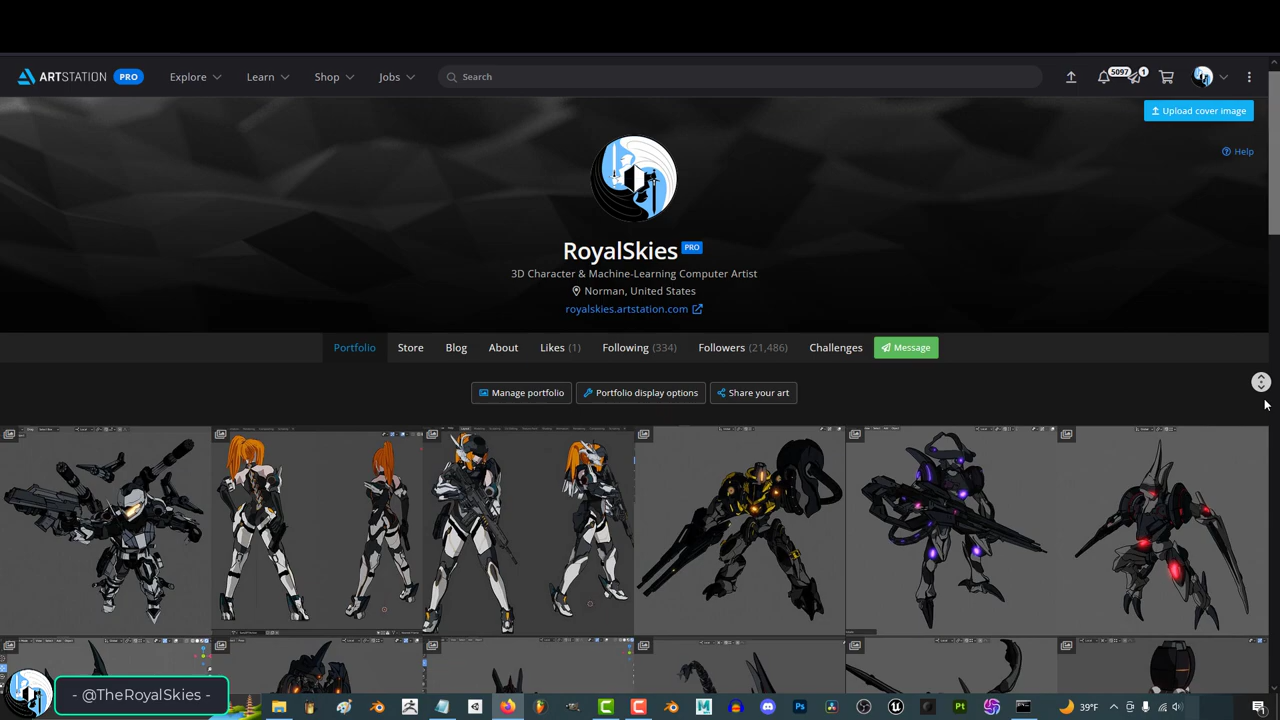 ARTSTATION PRO Explore Learn Shop Jobs Search 5097 1
Upload cover image
Help
RoyalSkies PRO
3D Character & Machine-Learning Computer Artist
Norman, United States
royalskies.artstation.com
Portfolio Store Blog About Likes (1) Following (334) Followers (21,486) Challenges Message
Manage portfolio Portfolio display options Share your art
- @TheRoyalSkies -
Ps Pt 39°F